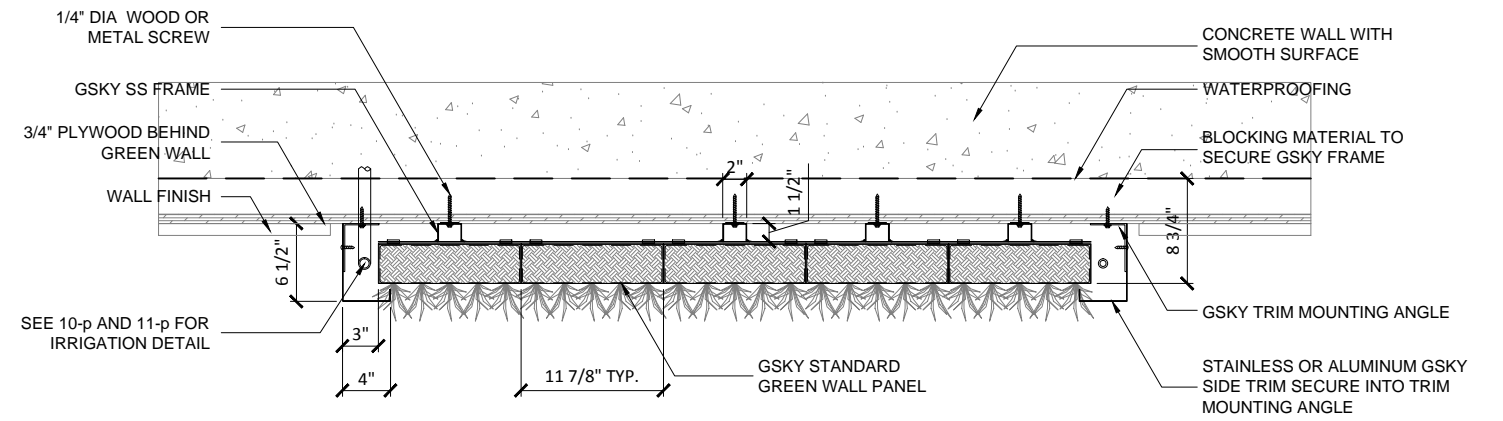 1/4" DIA  WOOD OR
METAL SCREW
GSKY SS FRAME
3/4" PLYWOOD BEHIND
GREEN WALL
WALL FINISH
6 1/2"
SEE 10-p AND 11-p FOR
IRRIGATION DETAIL
3"
4"
11 7/8" TYP.
2"
1 1/2"
GSKY STANDARD
GREEN WALL PANEL
CONCRETE WALL WITH
SMOOTH SURFACE
WATERPROOFING
BLOCKING MATERIAL TO
SECURE GSKY FRAME
8 3/4"
GSKY TRIM MOUNTING ANGLE
STAINLESS OR ALUMINUM GSKY
SIDE TRIM SECURE INTO TRIM
MOUNTING ANGLE